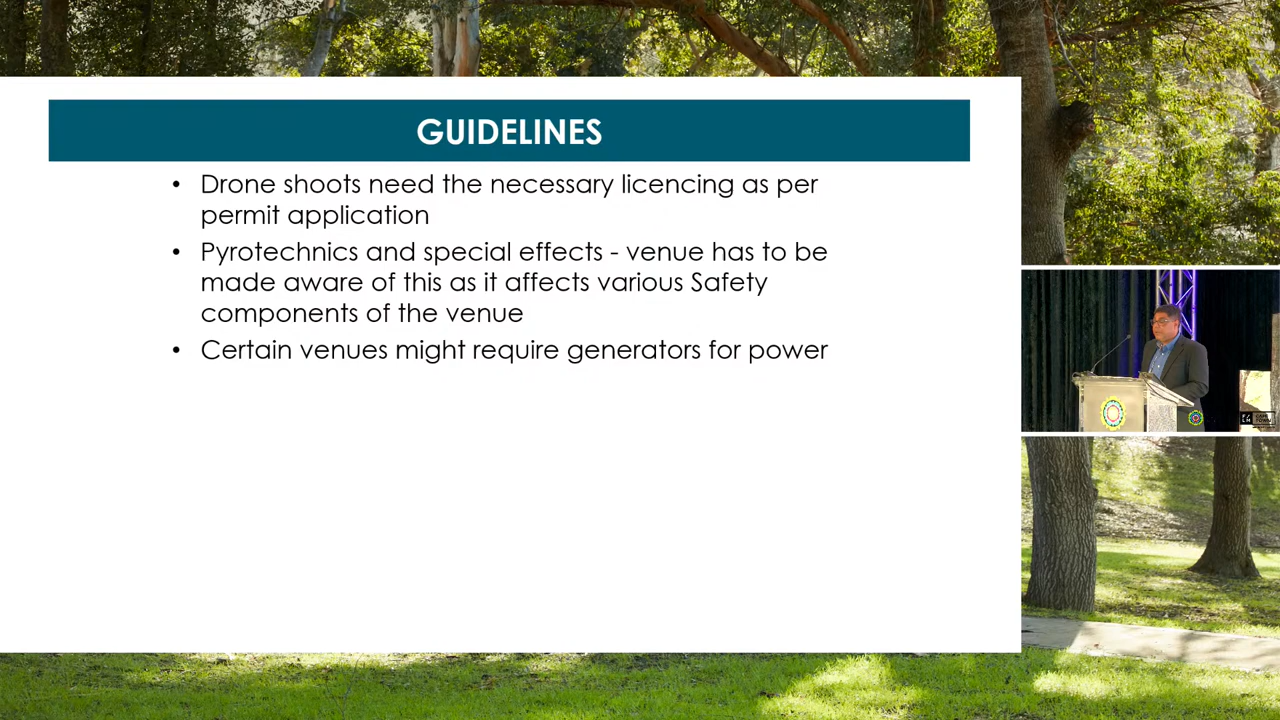 GUIDELINES
• Drone shoots need the necessary licencing as per
permit application
• Pyrotechnics and special effects - venue has to be
made aware of this as it affects various Safety
components of the venue
• Certain venues might require generators for power